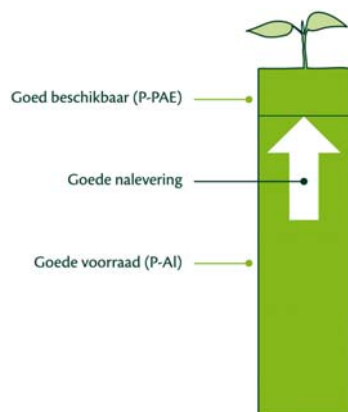 Goed beschikbaar (P-PAE)
Goede nalevering
Goede voorraad (P-Al)